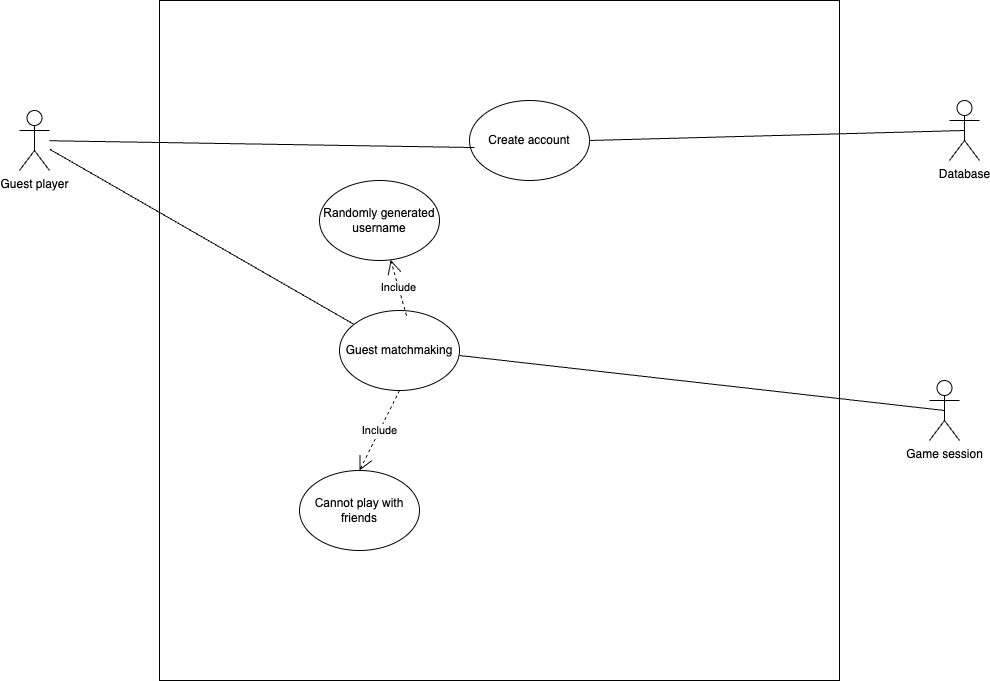 Create account
Guest player
Database
Randomly generated
username
Include
Guest matchmaking
Include
Game session
Cannot play with
friends